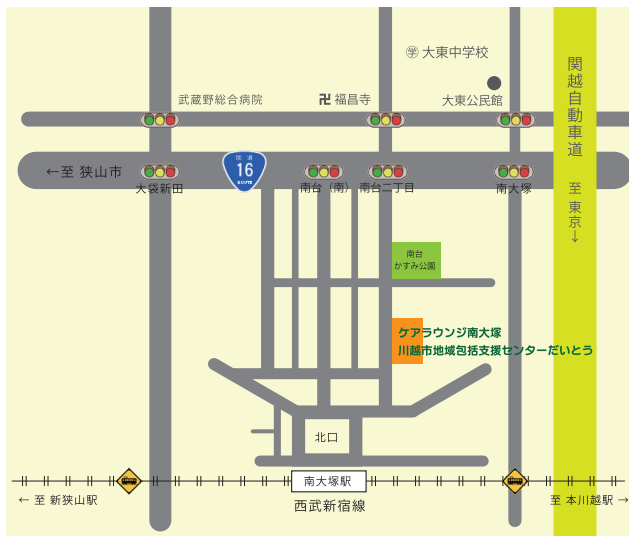 ㊫大東中学校
関越自動車道
武蔵野総合病院
卍 福昌寺
大東公民館
←至 狭山市
国道
16
ROUTE
大袋新田
南台（南）
南台二丁目
南大塚
至 東京↓
南台
かすみ公園
ケアラウンジ南大塚
川越市地域包括支援センターだいとう
北口
南大塚駅
← 至 新狭山駅
西武新宿線
至 本川越駅 →